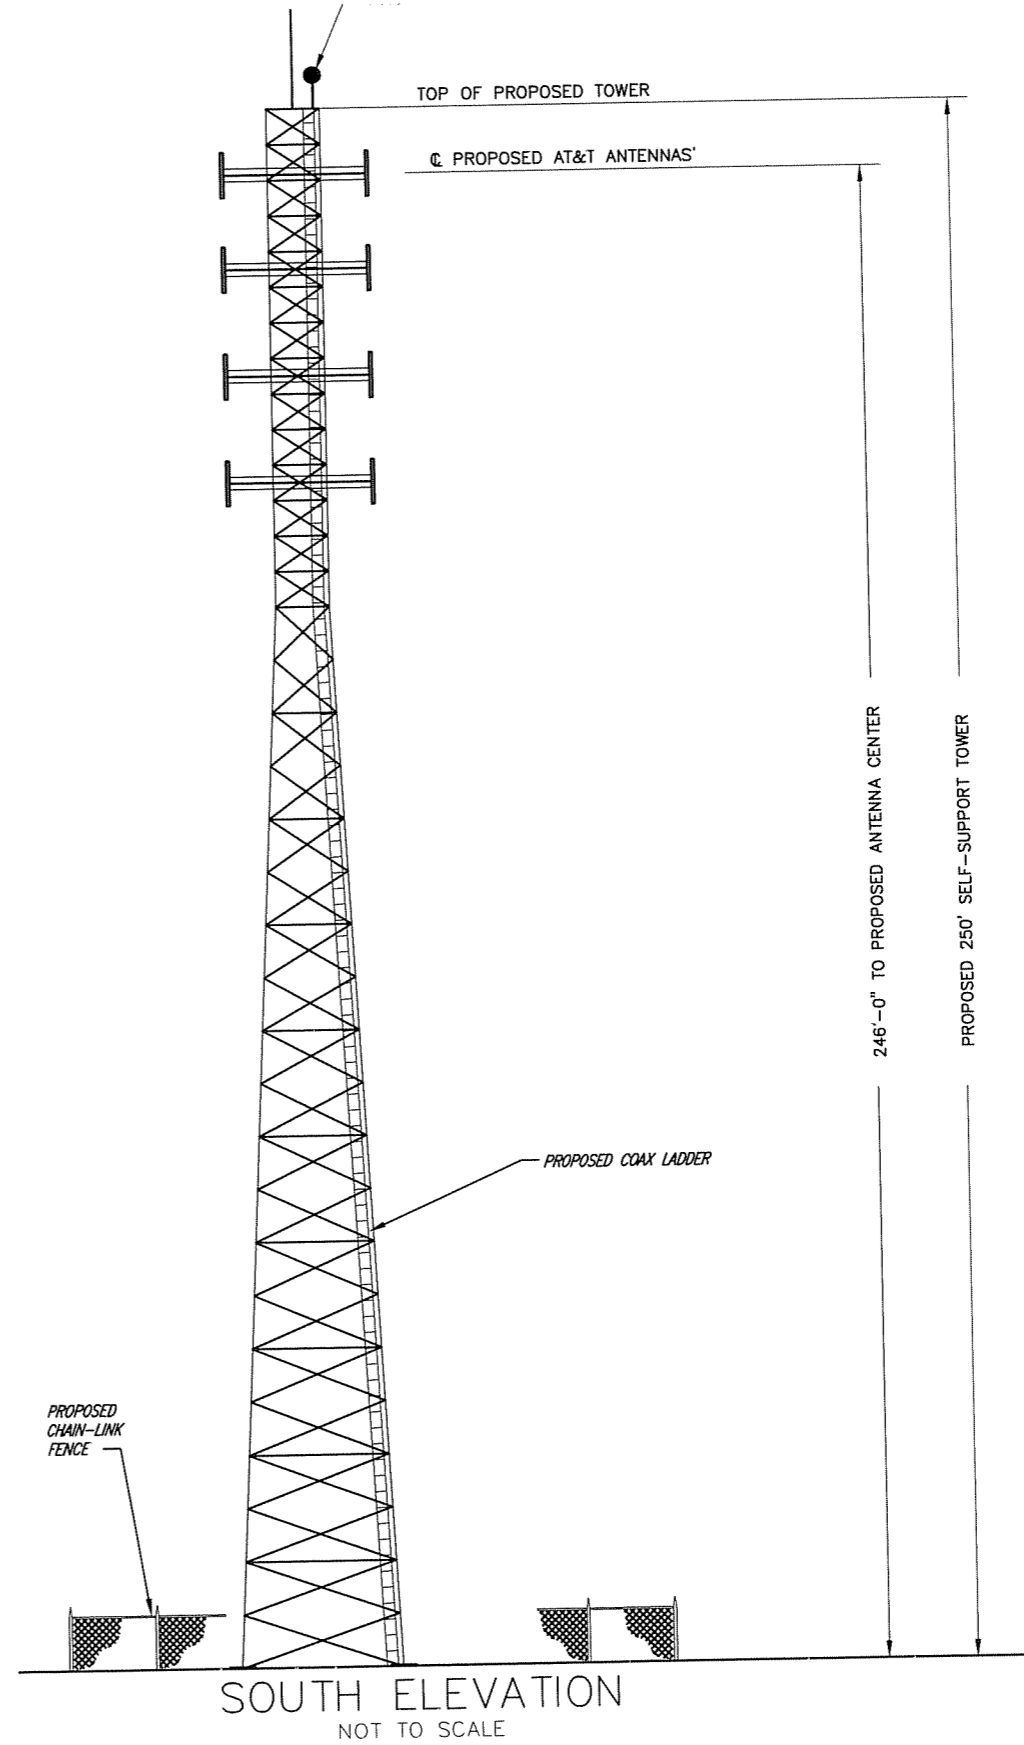 TOP OF PROPOSED TOWER
℄ PROPOSED AT&T ANTENNAS'
246'-0" TO PROPOSED ANTENNA CENTER
PROPOSED 250' SELF-SUPPORT TOWER
PROPOSED COAX LADDER
PROPOSED
CHAIN-LINK
FENCE
SOUTH ELEVATION
NOT TO SCALE